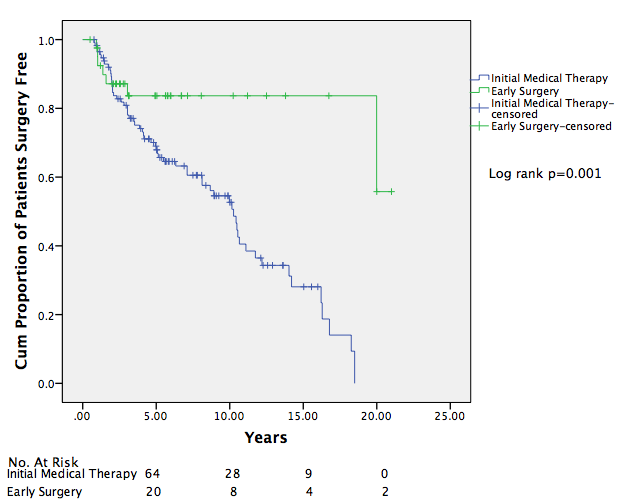 Cum Proportion of Patients Surgery Free
1.0
0.8
0.6
0.4
0.2
0.0
.00 5.00 10.00 15.00 20.00 25.00
Years
Initial Medical Therapy
Early Surgery
Initial Medical Therapy-
censored
Early Surgery-censored
Log rank p=0.001
No. At Risk
Initial Medical Therapy 64 28 9 0
Early Surgery 20 8 4 2